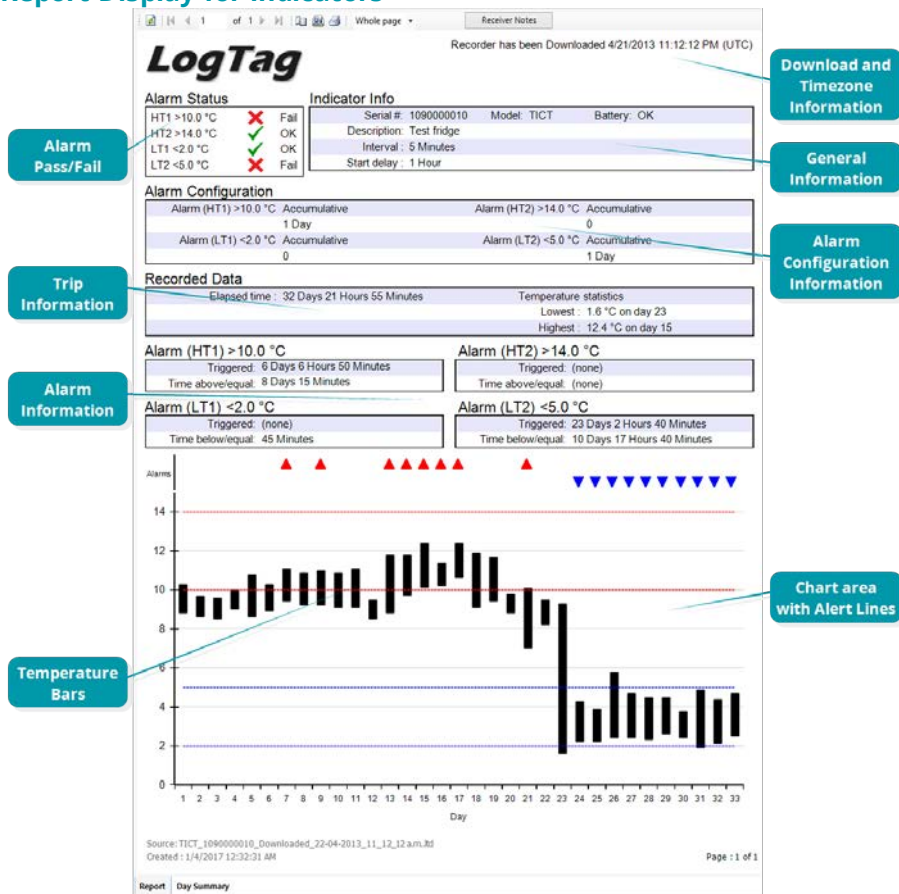 Report Display for Indicators
1 of 1 Whole page Receiver Notes
LogTag
Recorder has been Downloaded 4/21/2013 11:12:12 PM (UTC)
Download and
Timezone
Information
Alarm Status
HT1 >10.0 °C Fail
HT2 >14.0 °C OK
LT1 <2.0 °C OK
LT2 <5.0 °C Fail
Alarm
Pass/Fail
Indicator Info
Serial #: 1090000010 Model: TICT Battery: OK
Description: Test fridge
Interval : 5 Minutes
Start delay : 1 Hour
General
Information
Alarm Configuration
Alarm (HT1) >10.0 °C Accumulative Alarm (HT2) >14.0 °C Accumulative
1 Day 0
Alarm (LT1) <2.0 °C Accumulative Alarm (LT2) <5.0 °C Accumulative
0 1 Day
Alarm
Configuration
Information
Trip
Information
Recorded Data
Elapsed time : 32 Days 21 Hours 55 Minutes Temperature statistics
Lowest : 1.6 °C on day 23
Highest : 12.4 °C on day 15
Alarm (HT1) >10.0 °C
Triggered: 6 Days 6 Hours 50 Minutes
Time above/equal: 8 Days 15 Minutes
Alarm (HT2) >14.0 °C
Triggered: (none)
Time above/equal: (none)
Alarm
Information
Alarm (LT1) <2.0 °C
Triggered: (none)
Time below/equal: 45 Minutes
Alarm (LT2) <5.0 °C
Triggered: 23 Days 2 Hours 40 Minutes
Time below/equal: 10 Days 17 Hours 40 Minutes
Alarms
14
12
10
8
6
4
2
0
Chart area
with Alert Lines
Temperature
Bars
1 2 3 4 5 6 7 8 9 10 11 12 13 14 15 16 17 18 19 20 21 22 23 24 25 26 27 28 29 30 31 32 33
Day
Source: TICT_1090000010_Downloaded_22-04-2013_11_12_12 a.m..ltd
Created : 1/4/2017 12:32:31 AM
Page : 1 of 1
Report Day Summary